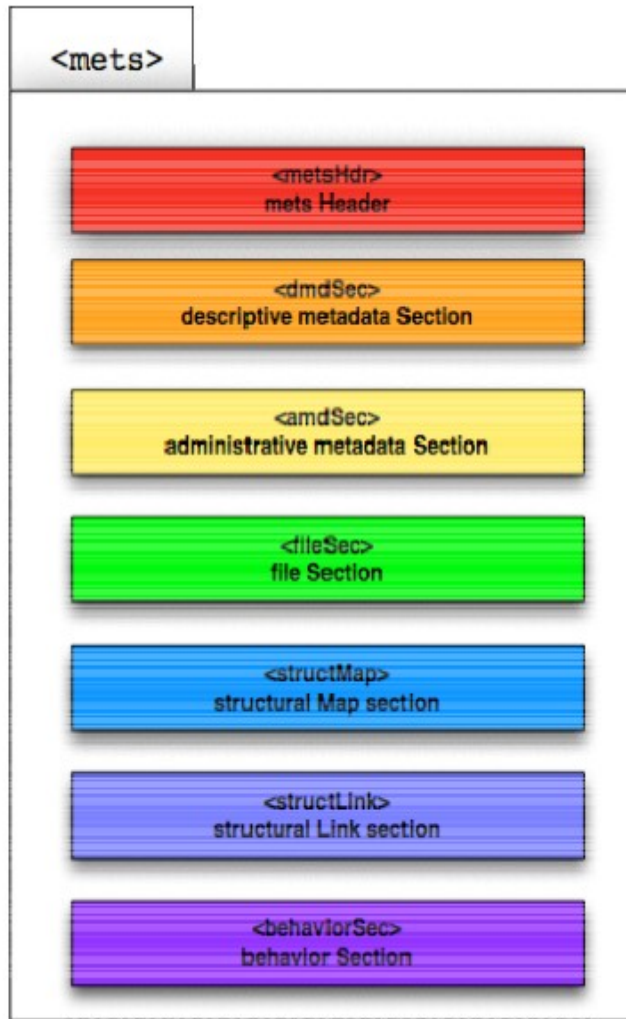 <mets>
<metsHdr>
mets Header
<dmdSec>
descriptive metadata Section
<amdSec>
administrative metadata Section
<fileSec>
file Section
<structMap>
structural Map section
<structLink>
structural Link section
<behaviorSec>
behavior Section